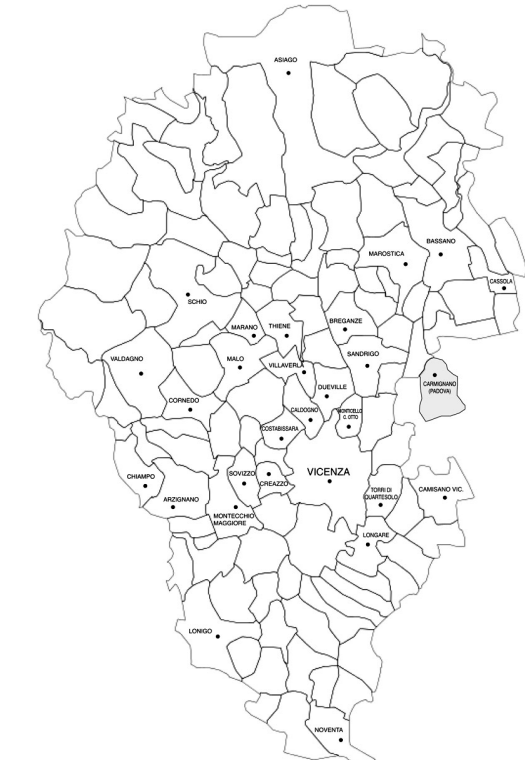 ASIAGO
BASSANO
MAROSTICA
CASSOLA
SCHIO
BREGANZE
MARANO
THIENE
SANDRIGO
VALDAGNO
MALO
VILLAVERLA
CARMIGNANO
(PADOVA)
DUEVILLE
CORNEDO
CALDOGNO
MONTICELLO
C. OTTO
COSTABISSARA
VICENZA
CHIAMPO
SOVIZZO
CREAZZO
TORRI DI
QUARTESOLO
CAMISANO VIC.
ARZIGNANO
MONTECCHIO
MAGGIORE
LONGARE
LONIGO
NOVENTA